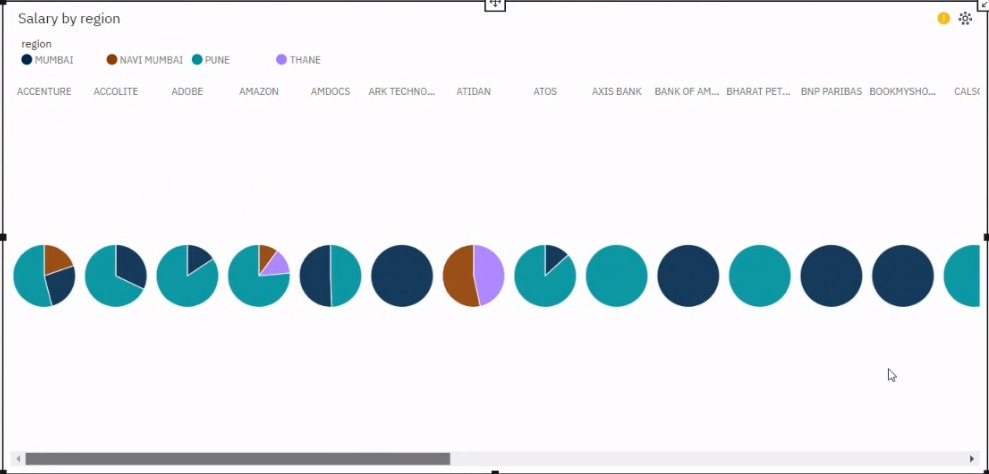 Salary by region
region
MUMBAI NAVI MUMBAI PUNE THANE
ACCENTURE ACCOLITE ADOBE AMAZON AMDOCS ARK TECHNO... ATIDAN ATOS AXIS BANK BANK OF AM... BHARAT PET... BNP PARIBAS BOOKMYSHO...